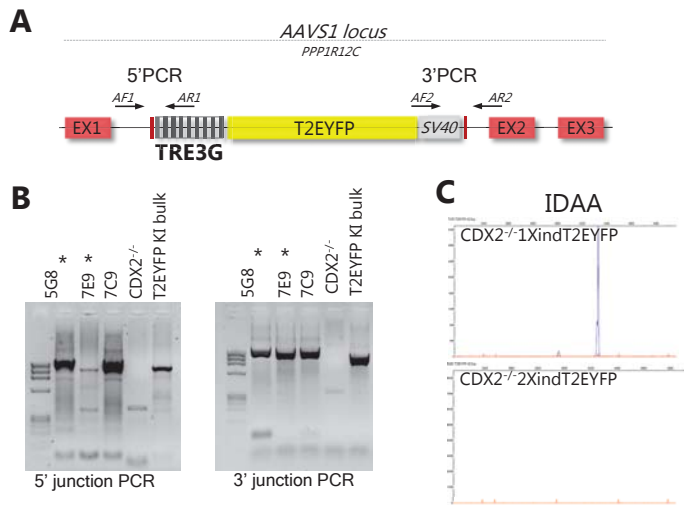 A
AAVS1 locus
PPP1R12C
5'PCR
3'PCR
AF1
AR1
AF2
AR2
EX1
T2EYFP
SV40
EX2
EX3
TRE3G
B
5G8
*
7E9
*
7C9
CDX2-/-
T2EYFP KI bulk
5G8
*
7E9
*
7C9
CDX2-/-
T2EYFP KI bulk
5' junction PCR
3' junction PCR
C
IDAA
CDX2-/-1XindT2EYFP
CDX2-/-2XindT2EYFP